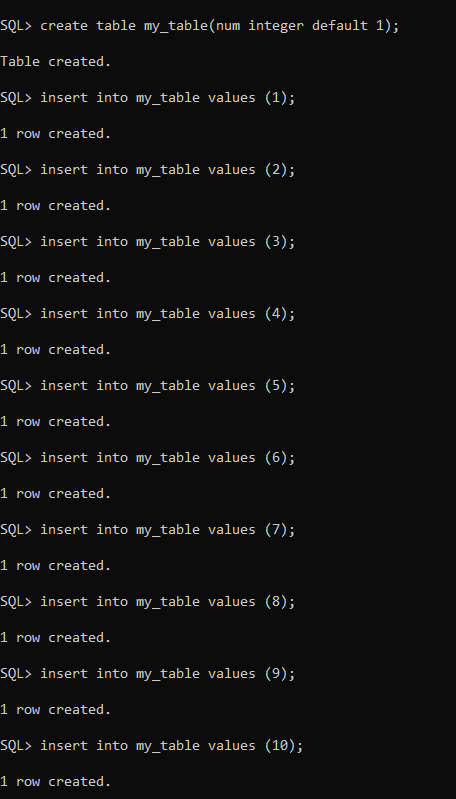 SQL> create table my_table(num integer default 1);
Table created.
SQL> insert into my_table values (1);
1 row created.
SQL> insert into my_table values (2);
1 row created.
SQL> insert into my_table values (3);
1 row created.
SQL> insert into my_table values (4);
1 row created.
SQL> insert into my_table values (5);
1 row created.
SQL> insert into my_table values (6);
1 row created.
SQL> insert into my_table values (7);
1 row created.
SQL> insert into my_table values (8);
1 row created.
SQL> insert into my_table values (9);
1 row created.
SQL> insert into my_table values (10);
1 row created.